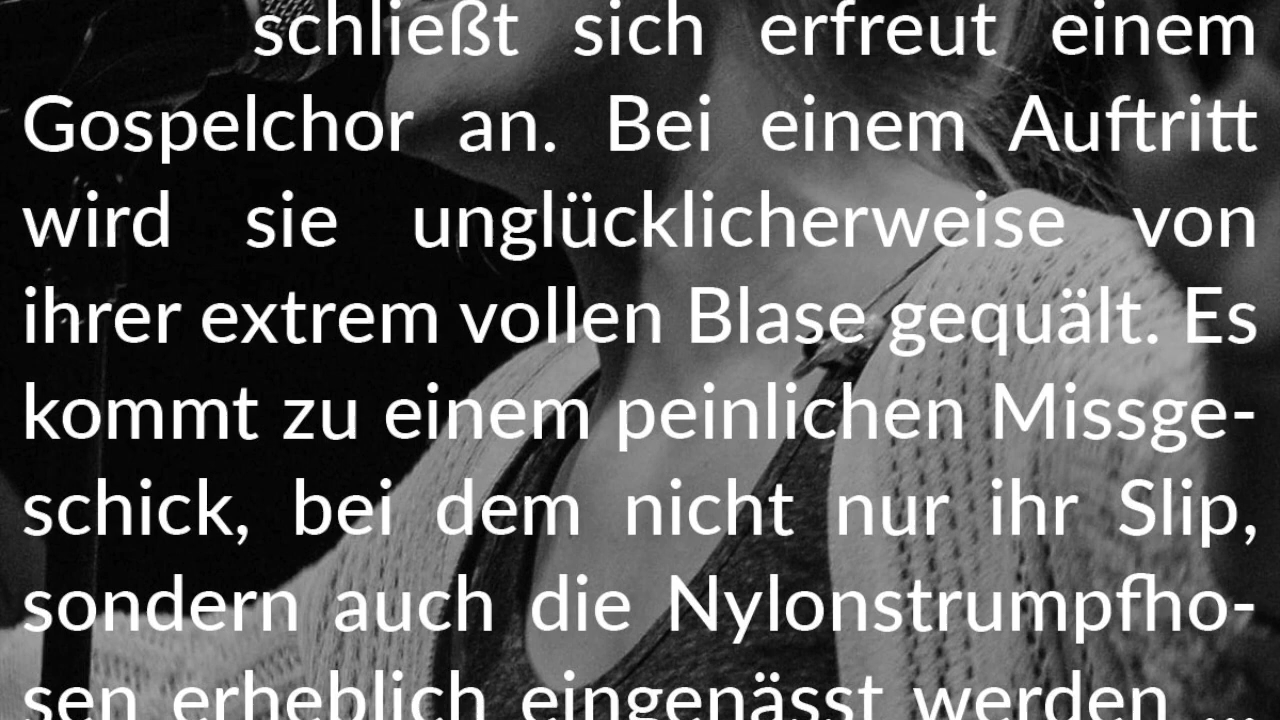 schließt sich erfreut einem
Gospelchor an. Bei einem Auftritt
wird sie unglücklicherweise von
ihrer extrem vollen Blase gequält. Es
kommt zu einem peinlichen Missge-
schick, bei dem nicht nur ihr Slip,
sondern auch die Nylonstrumpfho-
sen erheblich eingenässt werden ...